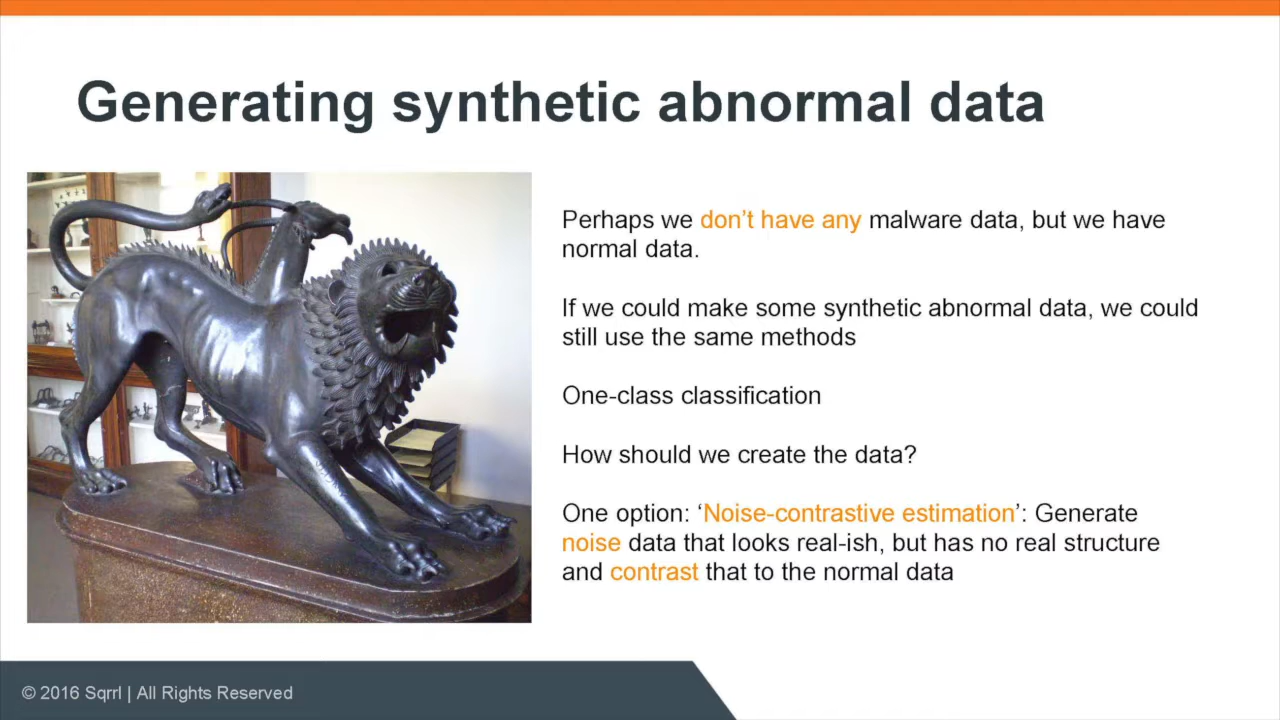 Generating synthetic abnormal data
Perhaps we don’t have any malware data, but we have
normal data.
If we could make some synthetic abnormal data, we could
still use the same methods
One-class classification
How should we create the data?
One option: ‘Noise-contrastive estimation’: Generate
noise data that looks real-ish, but has no real structure
and contrast that to the normal data
© 2016 Sqrrl | All Rights Reserved